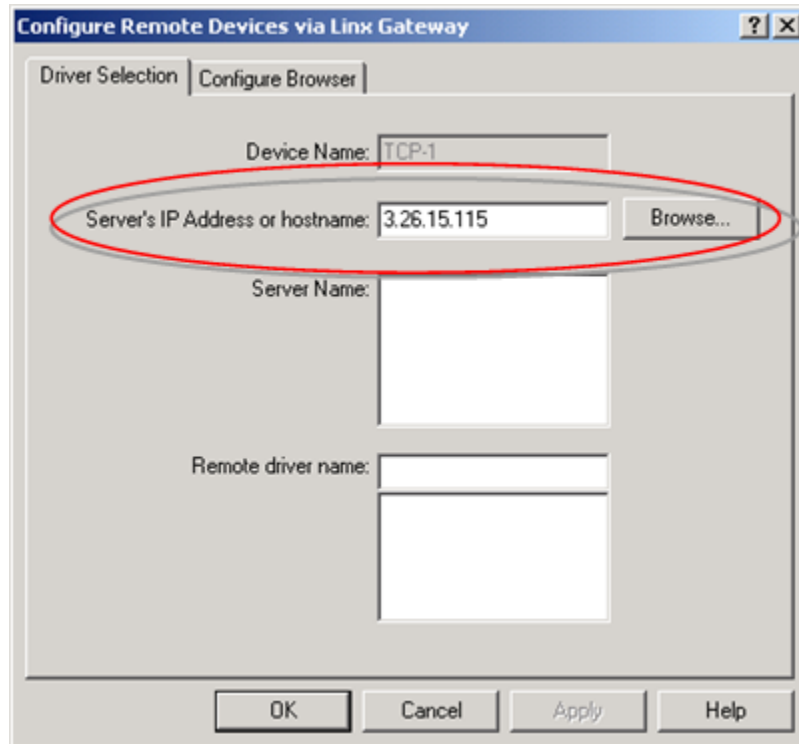 Configure Remote Devices via Linx Gateway
Driver Selection Configure Browser
Device Name: TCP-1
Server's IP Address or hostname: 3.26.15.115 Browse...
Server Name:
Remote driver name:
OK Cancel Apply Help